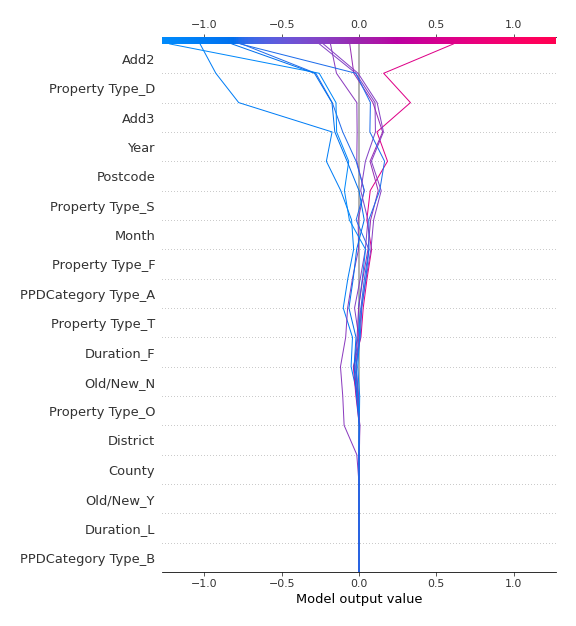 −1.0 −0.5 0.0 0.5 1.0
Add2
Property Type_D
Add3
Year
Postcode
Property Type_S
Month
Property Type_F
PPDCategory Type_A
Property Type_T
Duration_F
Old/New_N
Property Type_O
District
County
Old/New_Y
Duration_L
PPDCategory Type_B
−1.0 −0.5 0.0 0.5 1.0
Model output value